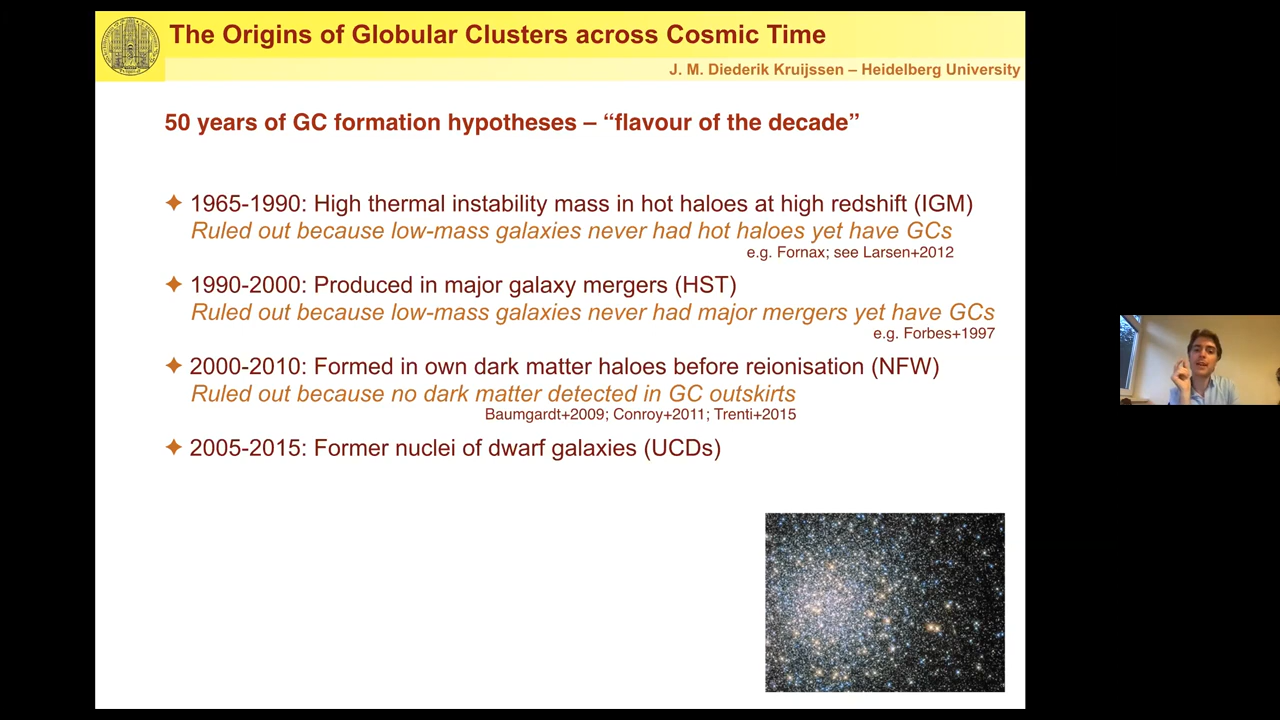 The Origins of Globular Clusters across Cosmic Time
J. M. Diederik Kruijssen – Heidelberg University
50 years of GC formation hypotheses – “flavour of the decade”
✦ 1965-1990: High thermal instability mass in hot haloes at high redshift (IGM)
Ruled out because low-mass galaxies never had hot haloes yet have GCs
e.g. Fornax; see Larsen+2012
✦ 1990-2000: Produced in major galaxy mergers (HST)
Ruled out because low-mass galaxies never had major mergers yet have GCs
e.g. Forbes+1997
✦ 2000-2010: Formed in own dark matter haloes before reionisation (NFW)
Ruled out because no dark matter detected in GC outskirts
Baumgardt+2009; Conroy+2011; Trenti+2015
✦ 2005-2015: Former nuclei of dwarf galaxies (UCDs)